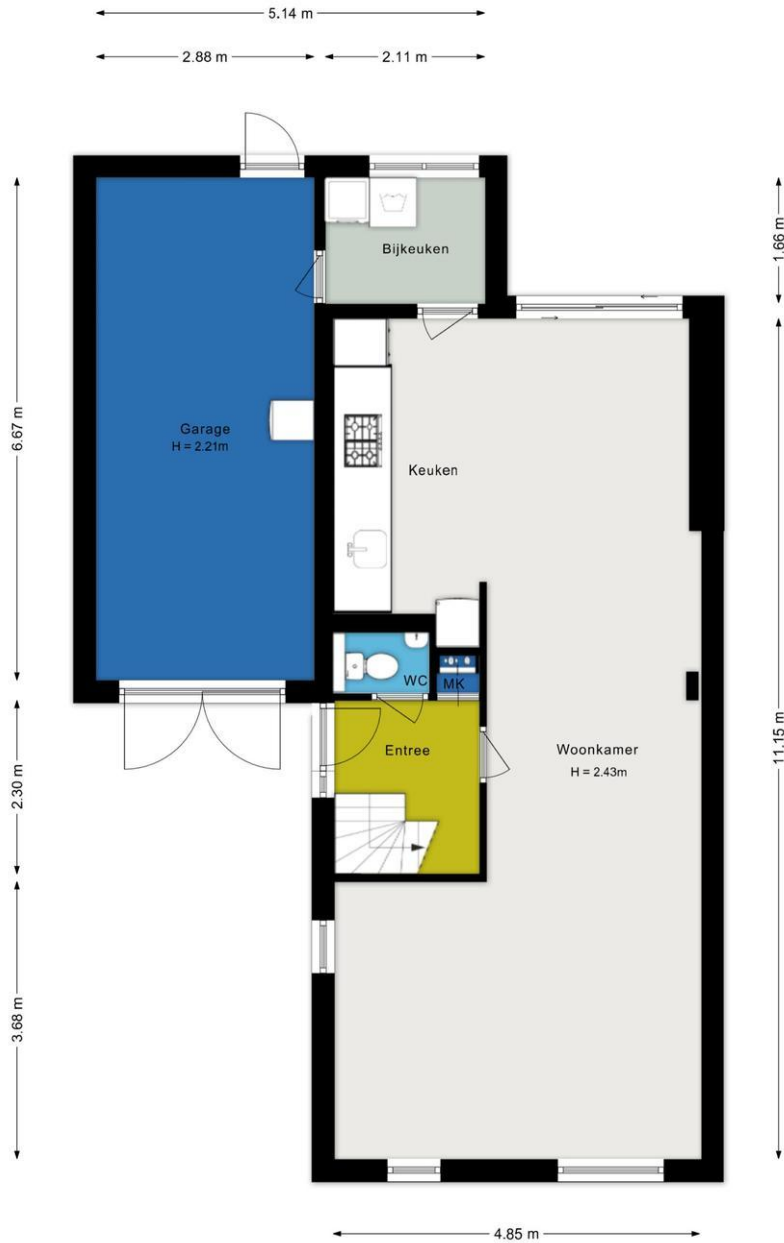 5.14 m
2.88 m
2.11 m
1.66 m
Bijkeuken
6.67 m
Garage
H = 2.21m
Keuken
WC
MK
Entree
Woonkamer
H = 2.43m
11.15 m
2.30 m
3.68 m
4.85 m